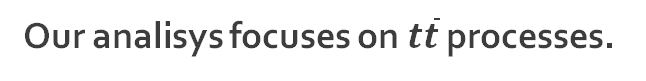 Our analisys focuses on tt̄ processes.